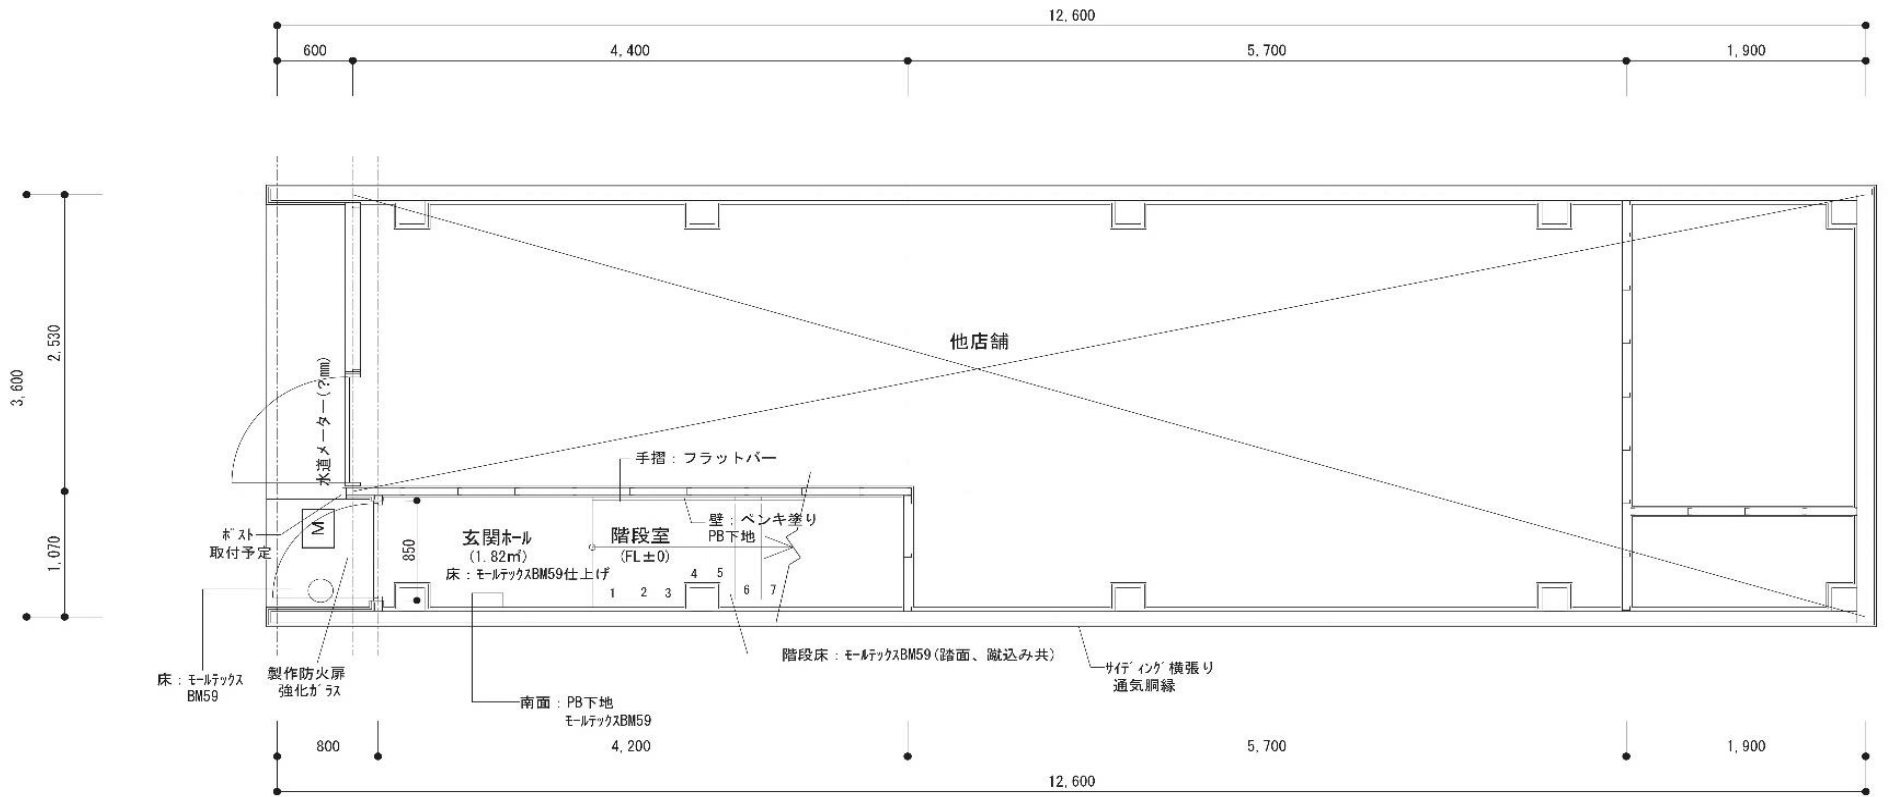 12,600
600
4,400
5,700
1,900
3,600
2,530
1,070
水道メーター(?mm)
他店舗
手摺：フラットバー
壁：ペンキ塗り
PB下地
ポスト
取付予定
M
850
玄関ホール
(1.82㎡)
床：モールテックスBM59仕上げ
階段室
(FL±0)
1 2 3 4 5 6 7
階段床：モールテックスBM59(踏面、蹴込み共)
サイディング横張り
通気胴縁
床：モールテックス
BM59
製作防火扉
強化ガラス
南面：PB下地
モールテックスBM59
800
4,200
5,700
1,900
12,600